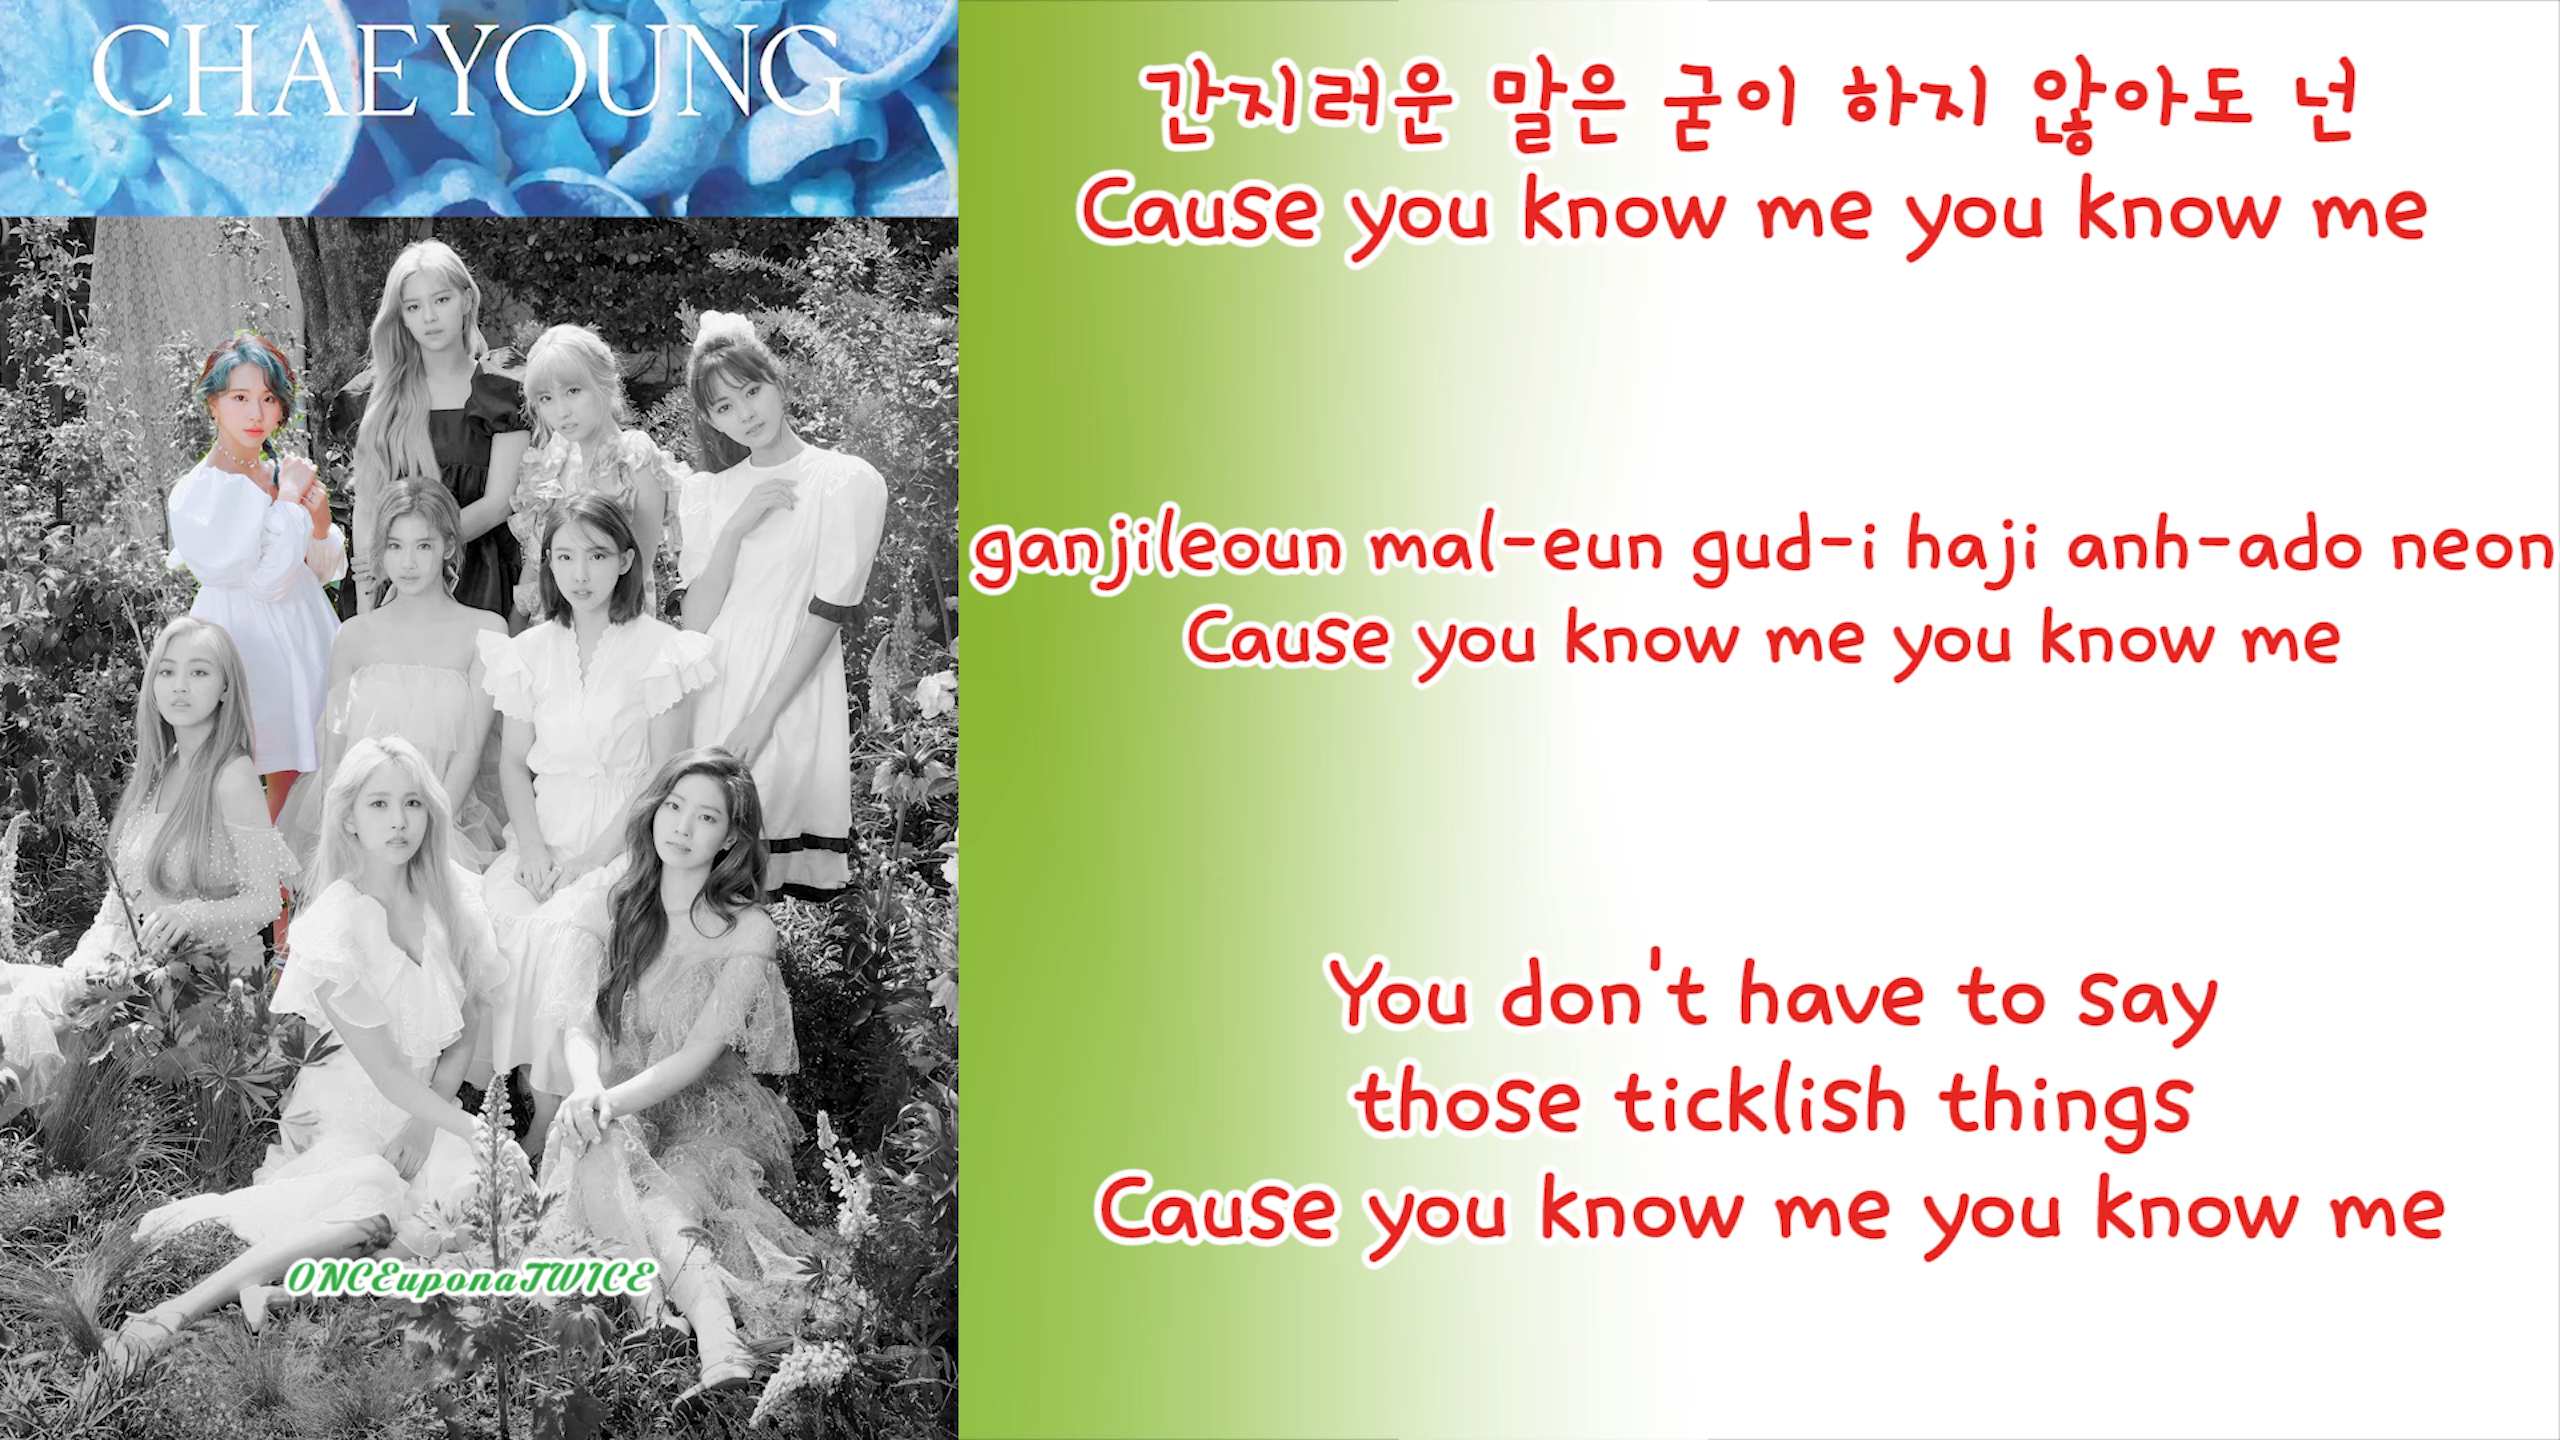 CHAEYOUNG
ONCEuponaTWICE
간지러운 말은 굳이 하지 않아도 넌
Cause you know me you know me
ganjileoun mal-eun gud-i haji anh-ado neon
Cause you know me you know me
You don't have to say
those ticklish things
Cause you know me you know me